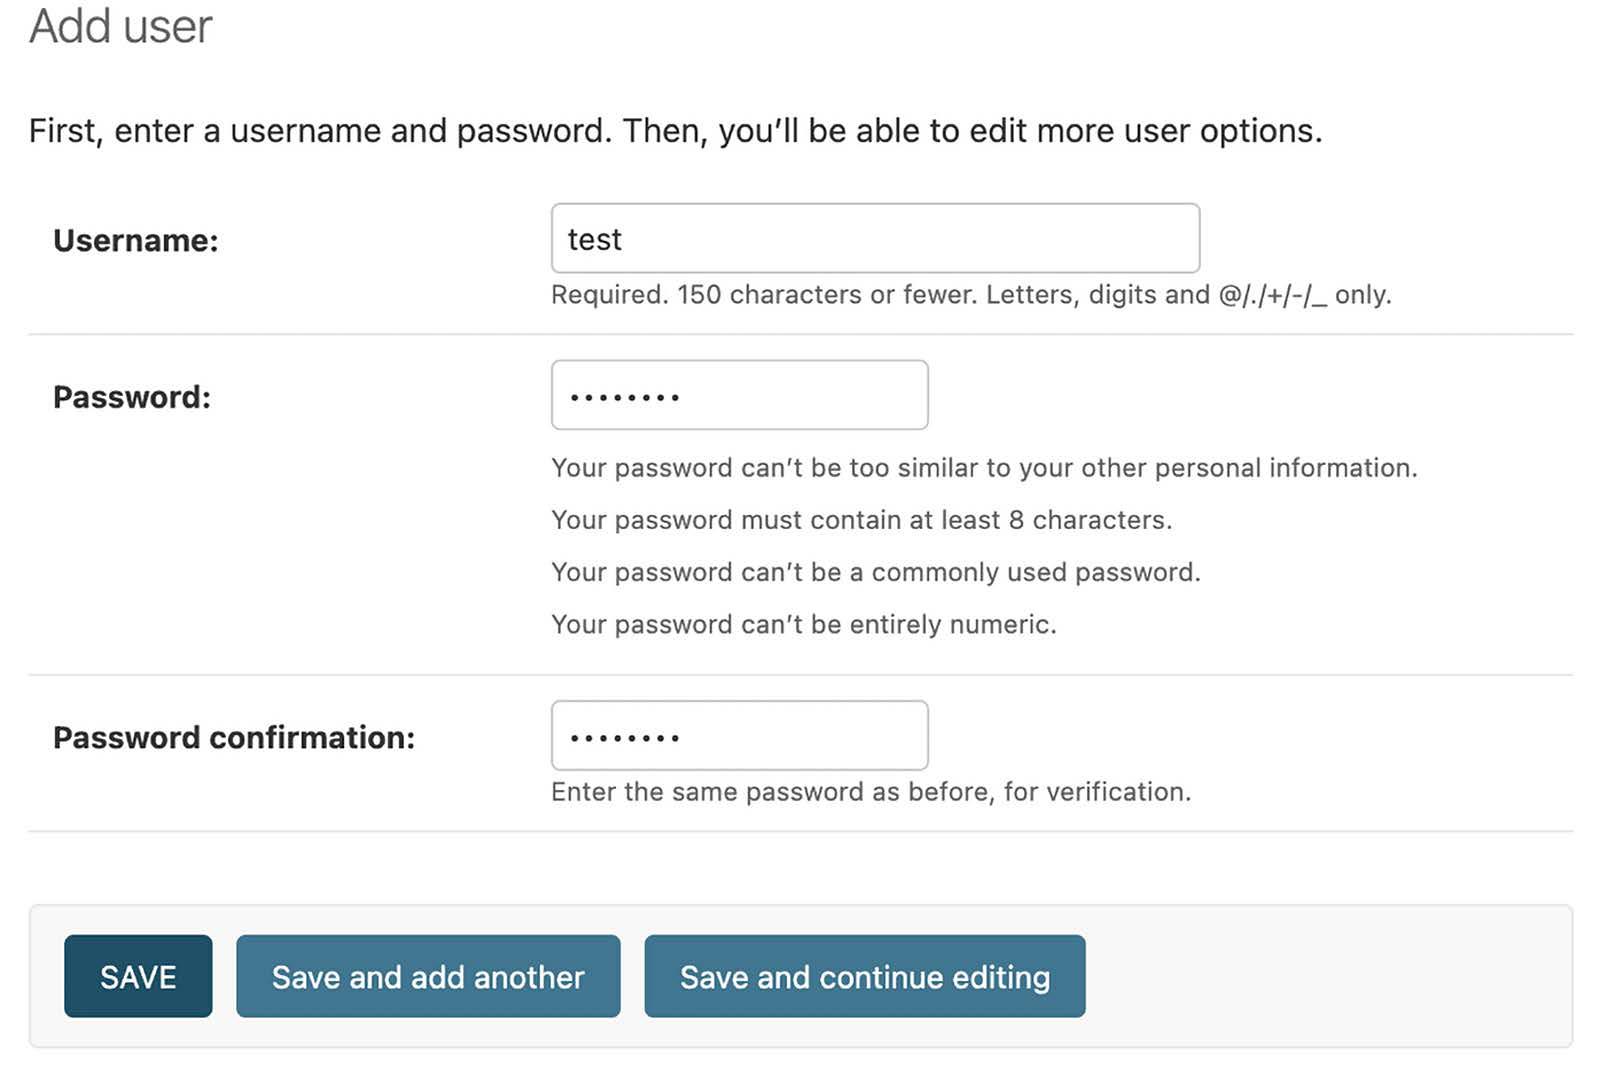 Add user
First, enter a username and password. Then, you’ll be able to edit more user options.
Username:
test
Required. 150 characters or fewer. Letters, digits and @/./+/-/_ only.
Password:
••••••••
Your password can’t be too similar to your other personal information.
Your password must contain at least 8 characters.
Your password can’t be a commonly used password.
Your password can’t be entirely numeric.
Password confirmation:
••••••••
Enter the same password as before, for verification.
SAVE
Save and add another
Save and continue editing